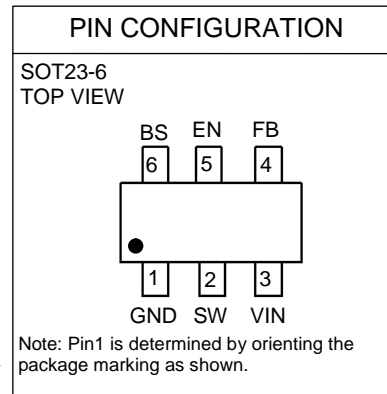 PIN CONFIGURATION
SOT23-6
TOP VIEW
BS EN FB
6 5 4
1 2 3
GND SW VIN
Note: Pin1 is determined by orienting the
package marking as shown.